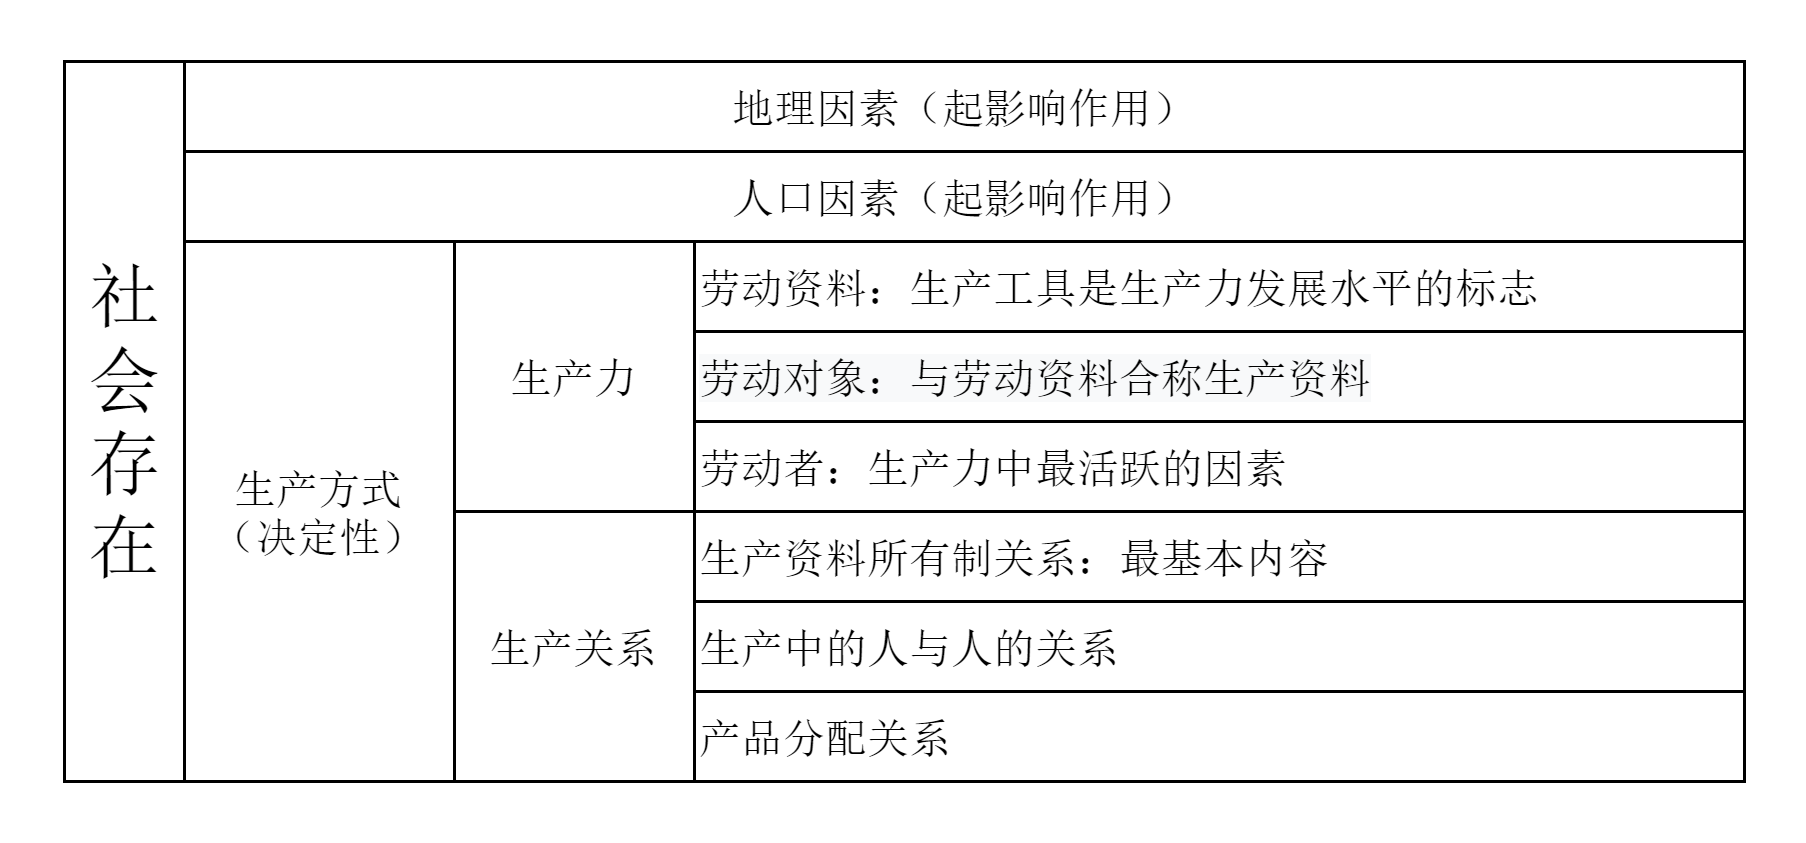 社会存在
地理因素（起影响作用）
人口因素（起影响作用）
生产方式
（决定性）
生产力
劳动资料：生产工具是生产力发展水平的标志
劳动对象：与劳动资料合称生产资料
劳动者：生产力中最活跃的因素
生产关系
生产资料所有制关系：最基本内容
生产中的人与人的关系
产品分配关系